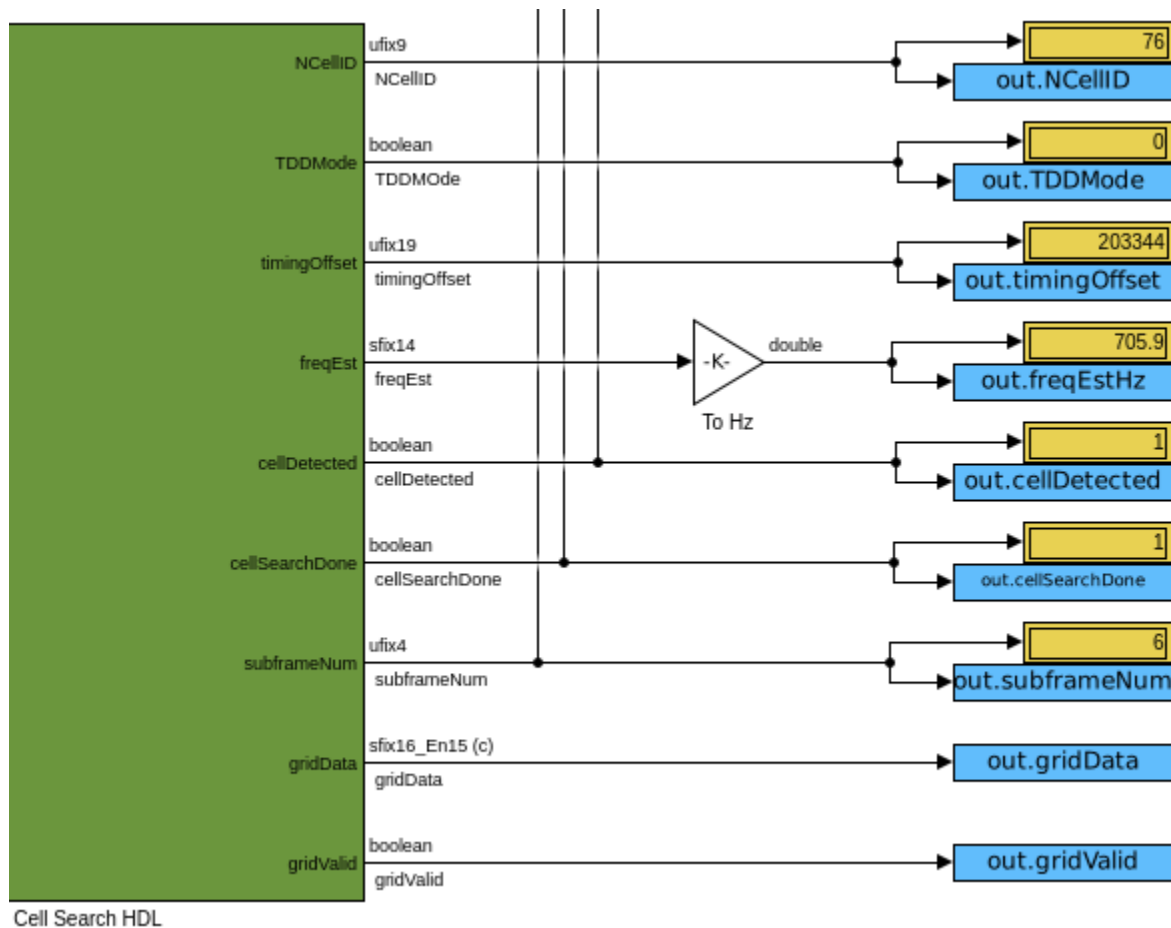 ufix9
76
NCellID
NCellID
out.NCellID
boolean
0
TDDMode
TDDMOde
out.TDDMode
ufix19
203344
timingOffset
timingOffset
out.timingOffset
sfix14
double
705.9
freqEst
-K-
freqEst
out.freqEstHz
To Hz
boolean
1
cellDetected
cellDetected
out.cellDetected
boolean
1
cellSearchDone
cellSearchDone
out.cellSearchDone
ufix4
6
subframeNum
subframeNum
out.subframeNum
sfix16_En15 (c)
gridData
gridData
out.gridData
boolean
gridValid
gridValid
out.gridValid
Cell Search HDL